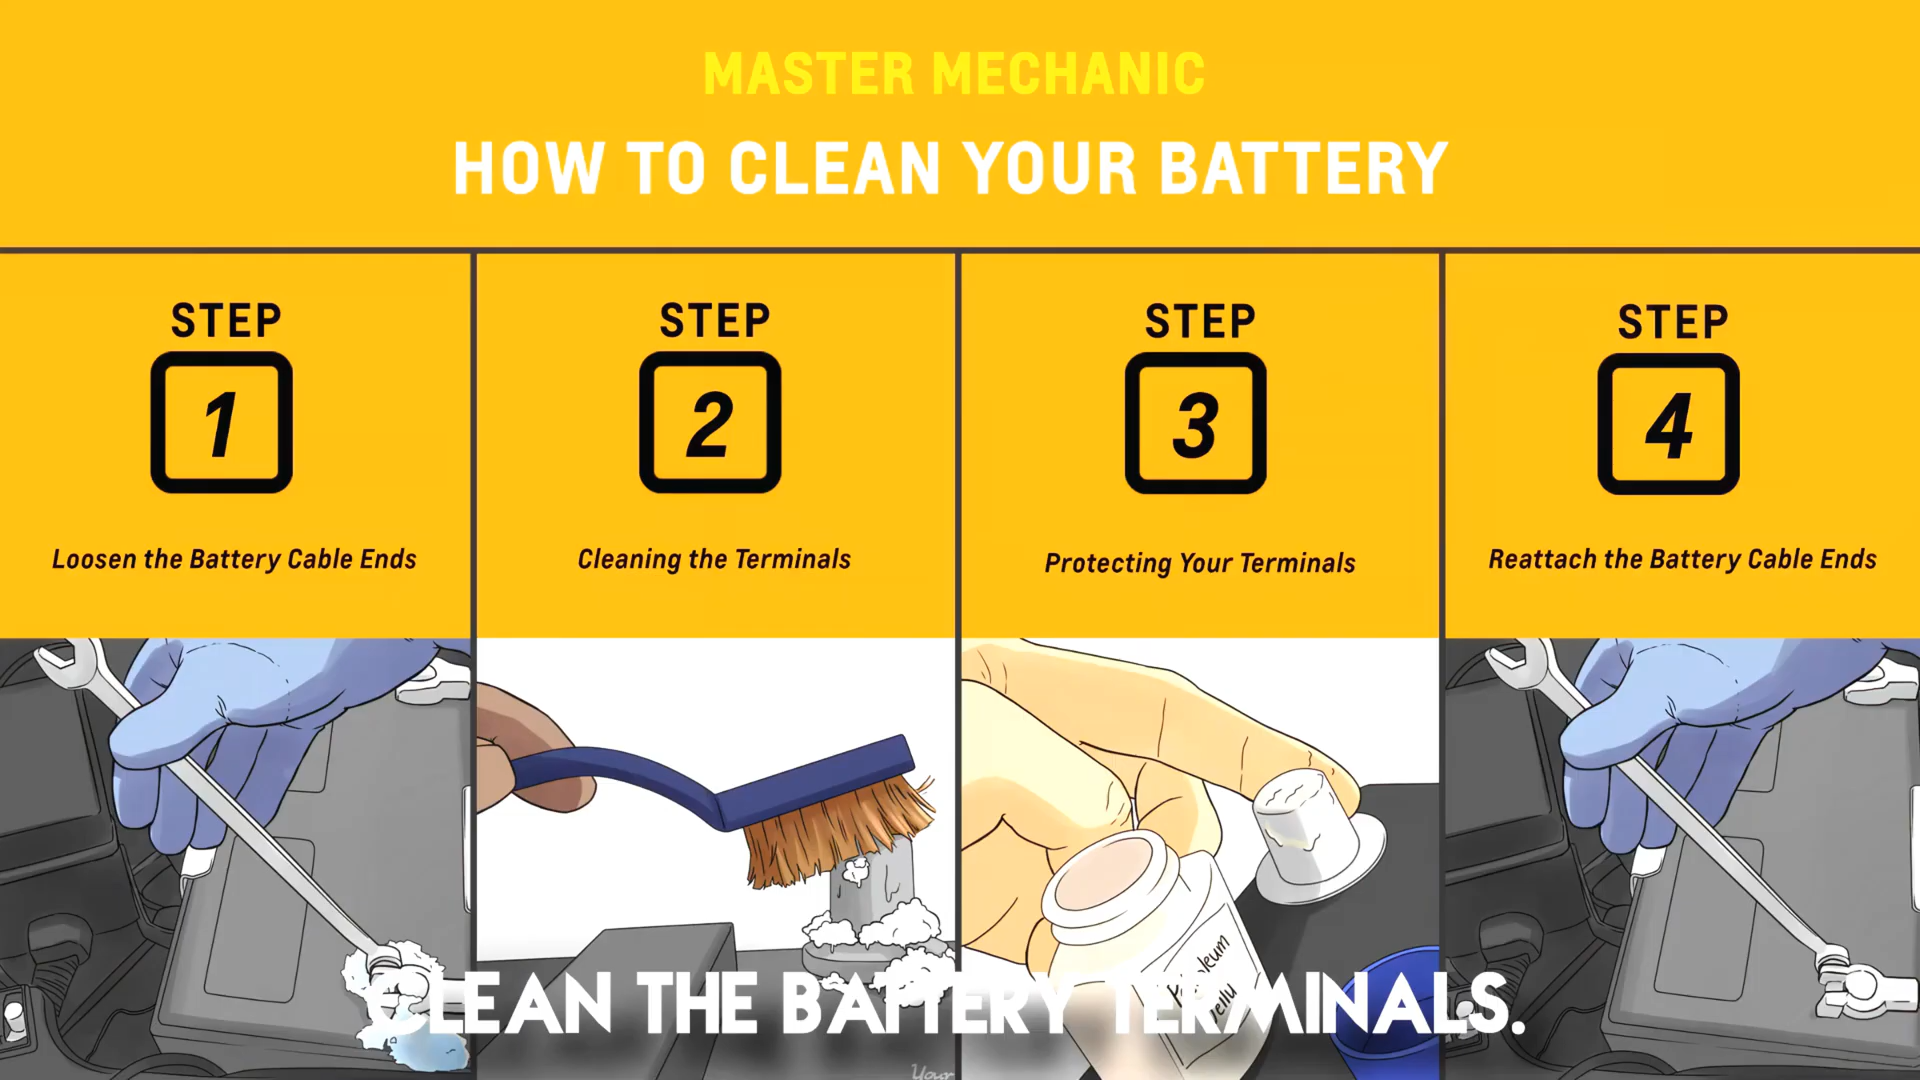 MASTER MECHANIC
HOW TO CLEAN YOUR BATTERY
STEP
1
Loosen the Battery Cable Ends
STEP
2
Cleaning the Terminals
STEP
3
Protecting Your Terminals
STEP
4
Reattach the Battery Cable Ends
CLEAN THE BATTERY TERMINALS.